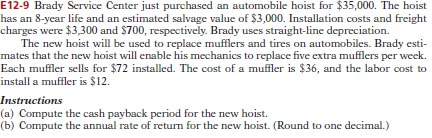 E12-9 Brady Service Center just purchased an automobile hoist for $35,000. The hoist
has an 8-year life and an estimated salvage value of $3,000. Installation costs and freight
charges were $3,300 and $700, respectively. Brady uses straight-line depreciation.
The new hoist will be used to replace mufflers and tires on automobiles. Brady esti-
mates that the new hoist will enable his mechanics to replace five extra mufflers per week.
Each muffler sells for $72 installed. The cost of a muffler is $36, and the labor cost to
install a muffler is $12.
Instructions
(a) Compute the cash payback period for the new hoist.
(b) Compute the annual rate of return for the new hoist. (Round to one decimal.)